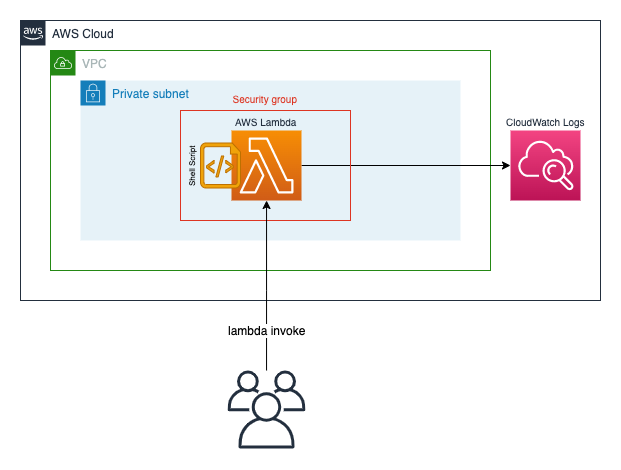 aws
AWS Cloud
VPC
Private subnet
Security group
AWS Lambda
CloudWatch Logs
Shell Script
</>
lambda invoke